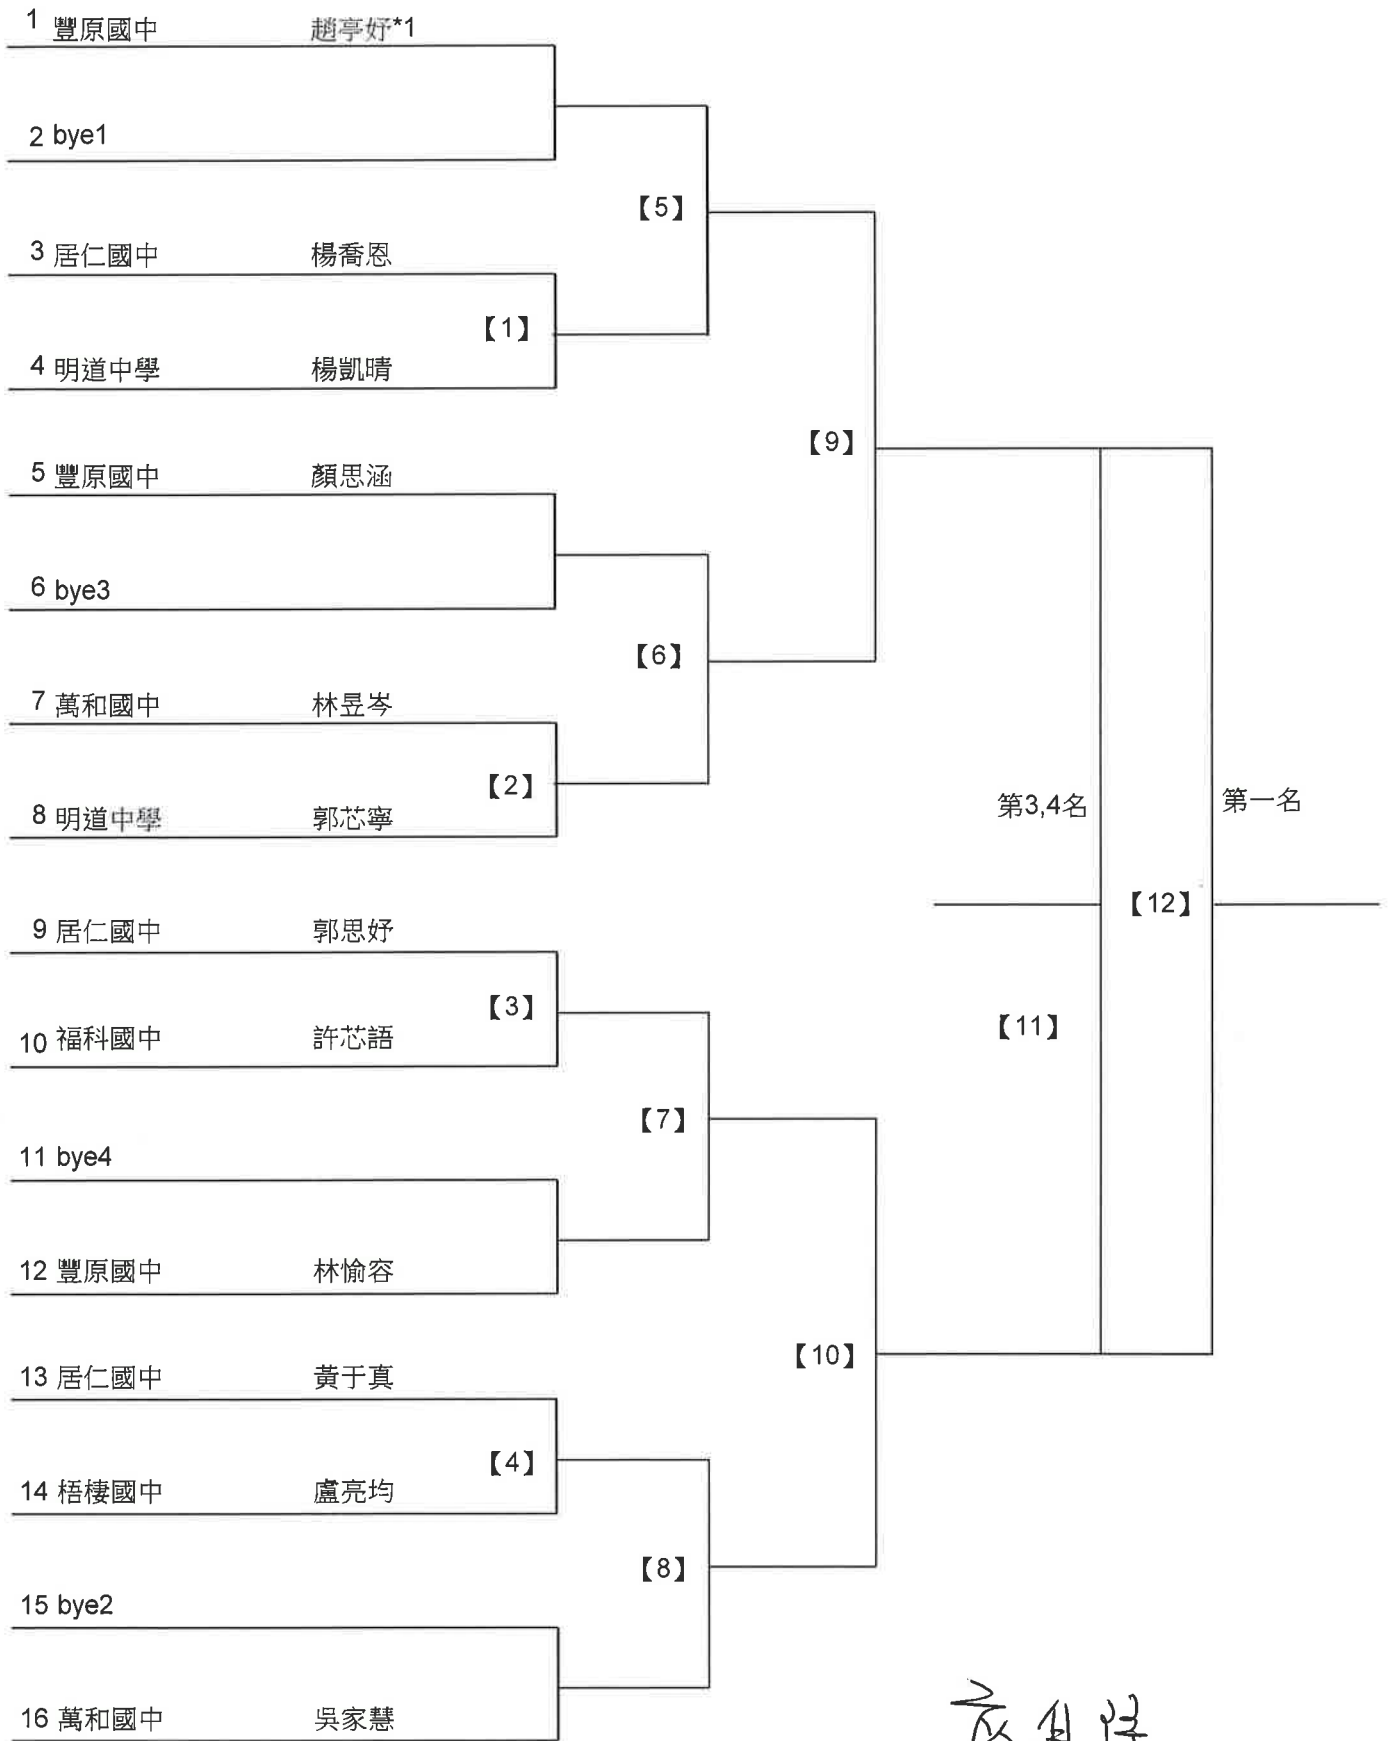 1 豐原國中 趙亭妤*1
2 bye1
【5】
3 居仁國中 楊喬恩
【1】
4 明道中學 楊凱晴
【9】
5 豐原國中 顏思涵
6 bye3
【6】
7 萬和國中 林昱岑
【2】
8 明道中學 郭芯寧
第3,4名 第一名
【12】
9 居仁國中 郭思妤
【3】
10 福科國中 許芯語
【11】
【7】
11 bye4
12 豐原國中 林愉容
【10】
13 居仁國中 黃于真
【4】
14 梧棲國中 盧亮均
【8】
15 bye2
16 萬和國中 吳家慧